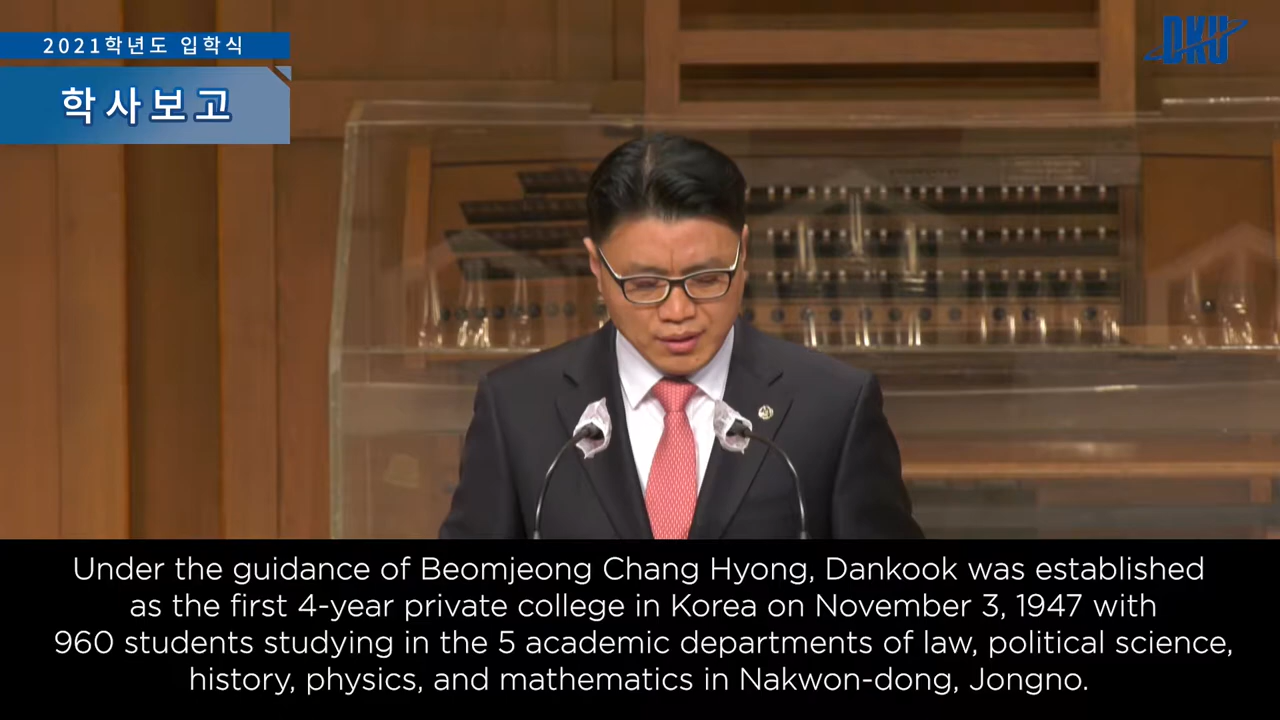 2021학년도 입학식
학사보고
DKU
Under the guidance of Beomjeong Chang Hyong, Dankook was established
as the first 4-year private college in Korea on November 3, 1947 with
960 students studying in the 5 academic departments of law, political science,
history, physics, and mathematics in Nakwon-dong, Jongno.